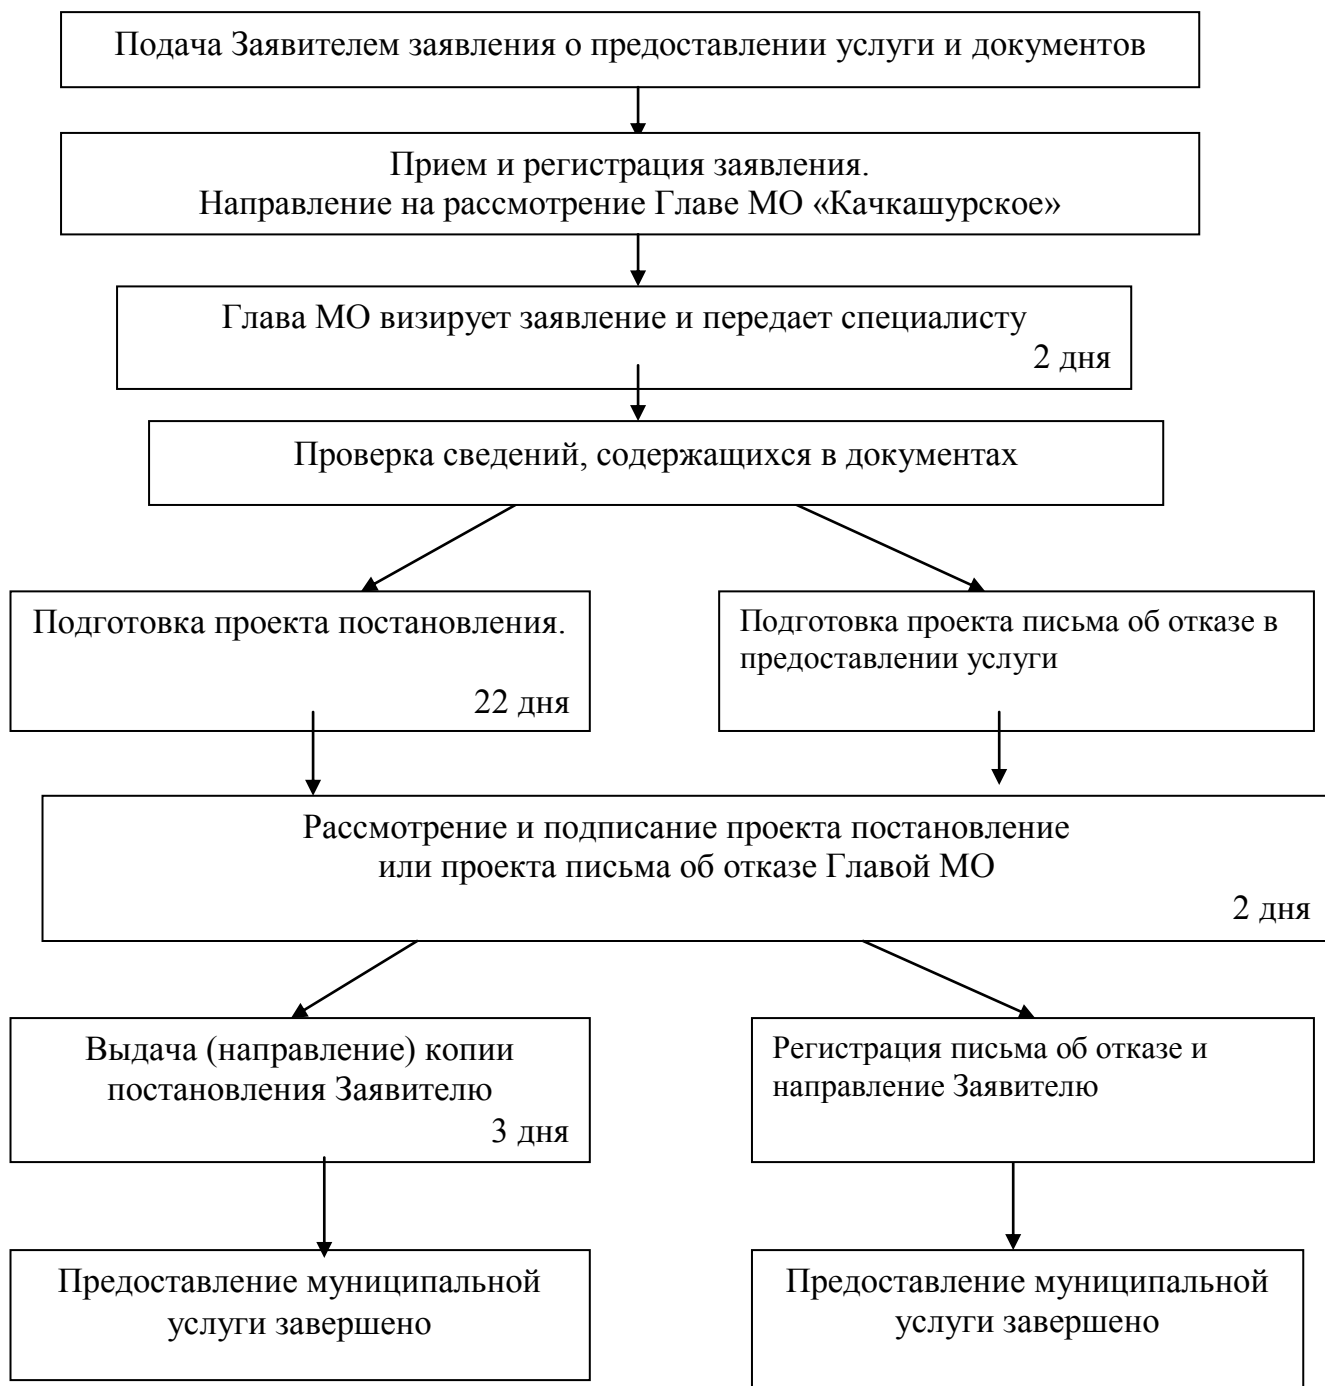 Подача Заявителем заявления о предоставлении услуги и документов
Прием и регистрация заявления.
Направление на рассмотрение Главе МО «Качкашурское»
Глава МО визирует заявление и передает специалисту
2 дня
Проверка сведений, содержащихся в документах
Подготовка проекта постановления.
22 дня
Подготовка проекта письма об отказе в
предоставлении услуги
Рассмотрение и подписание проекта постановление
или проекта письма об отказе Главой МО
2 дня
Выдача (направление) копии
постановления Заявителю
3 дня
Регистрация письма об отказе и
направление Заявителю
Предоставление муниципальной
услуги завершено
Предоставление муниципальной
услуги завершено